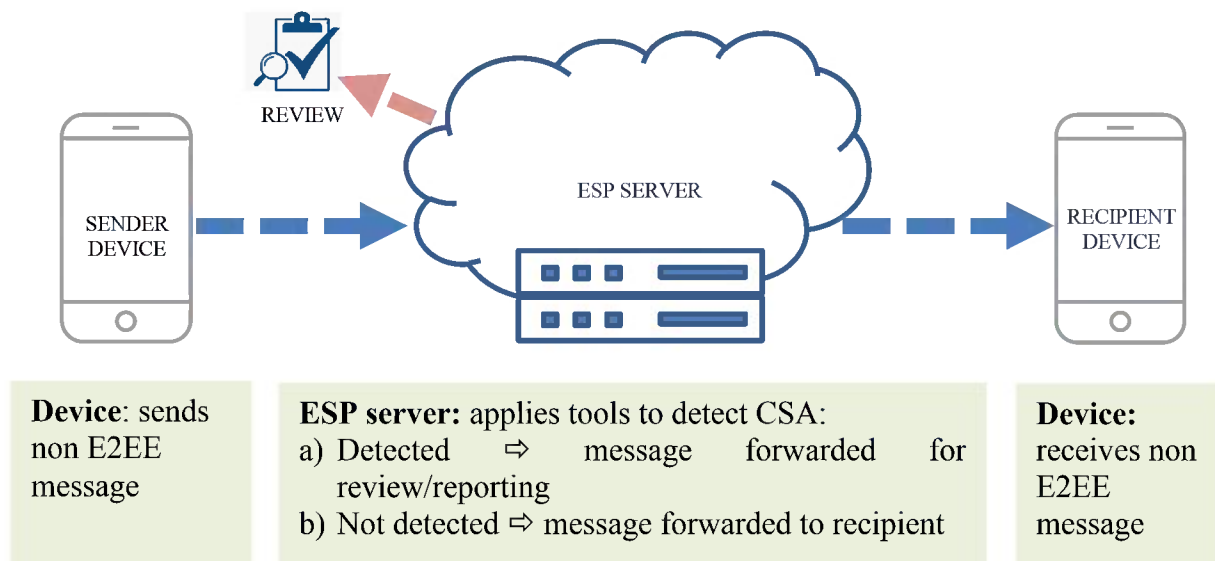 REVIEW
SENDER
DEVICE
ESP SERVER
RECIPIENT
DEVICE
Device: sends
non E2EE
message
ESP server: applies tools to detect CSA:
a) Detected ⇨ message forwarded for
review/reporting
b) Not detected ⇨ message forwarded to recipient
Device:
receives non
E2EE
message